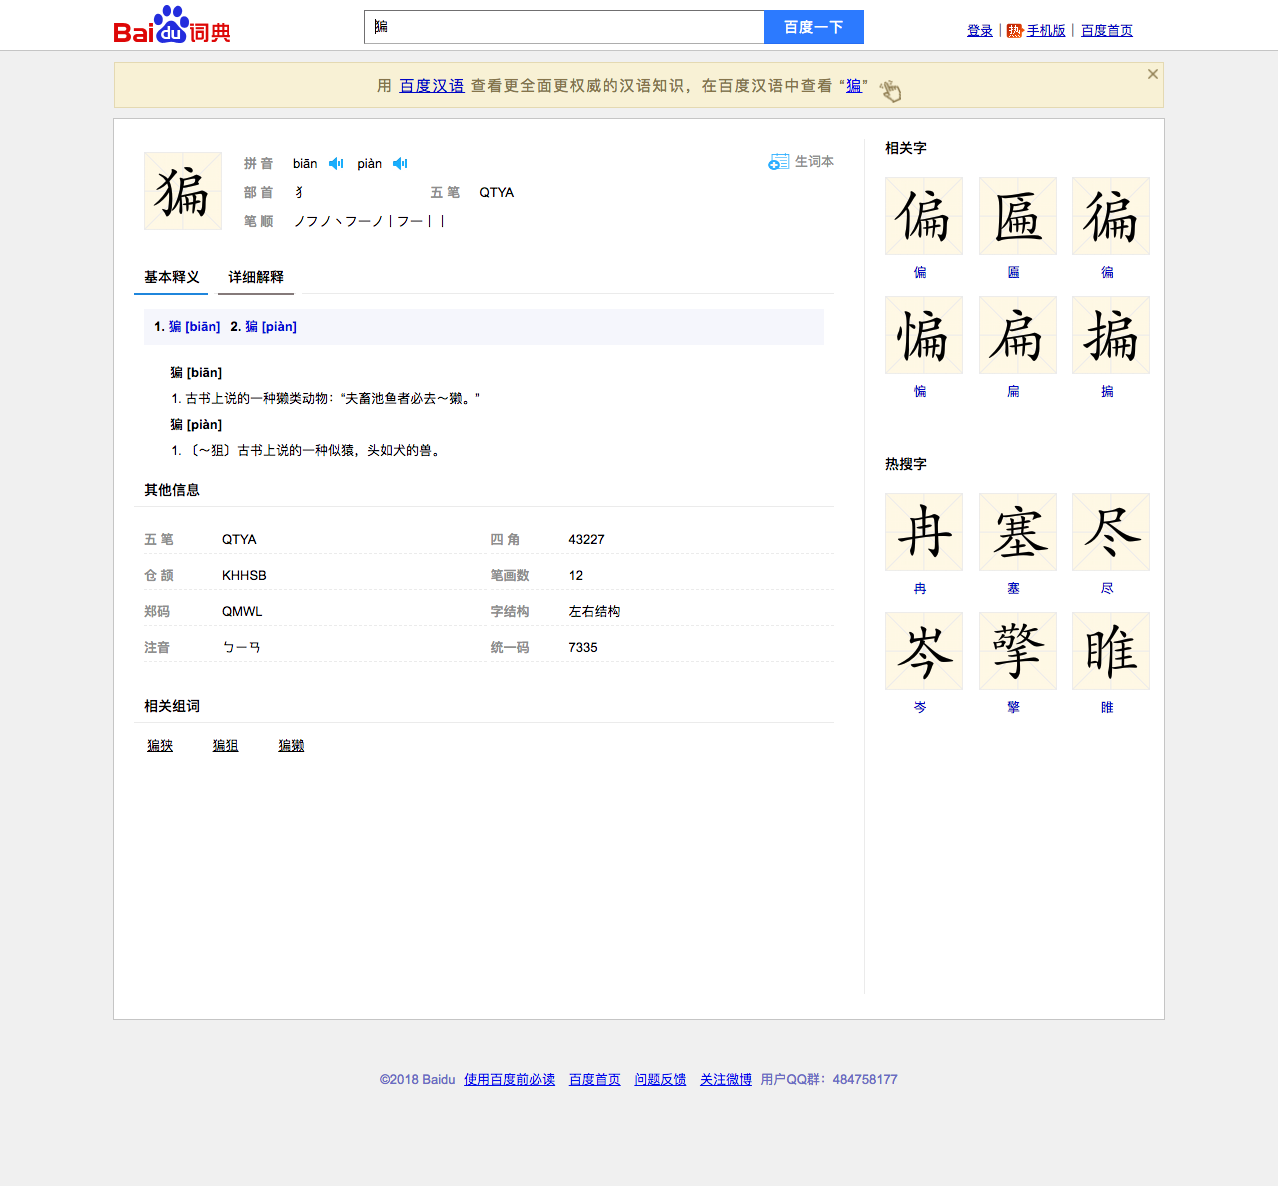 Baidu词典
猵
百度一下
登录 | 热 手机版 | 百度首页
用 百度汉语 查看更全面更权威的汉语知识，在百度汉语中查看 “猵”
猵
拼 音 biān piàn
生词本
部 首 犭 五 笔 QTYA
笔 顺 ノフノヽフ一ノ丨フ一丨丨
基本释义 详细解释
1. 猵 [biān] 2. 猵 [piàn]
猵 [biān]
1. 古书上说的一种獭类动物：“夫畜池鱼者必去～獭。”
猵 [piàn]
1. 〔～狙〕古书上说的一种似猿，头如犬的兽。
其他信息
五 笔 QTYA 四 角 43227
仓 颉 KHHSB 笔画数 12
郑码 QMWL 字结构 左右结构
注音 ㄅㄧㄢ 统一码 7335
相关组词
猵狭 猵狙 猵獭
相关字
偏 匾 徧
偏 匾 徧
惼 扁 揙
惼 扁 揙
热搜字
冉 塞 尽
冉 塞 尽
岑 擎 睢
岑 擎 睢
©2018 Baidu 使用百度前必读 百度首页 问题反馈 关注微博 用户QQ群：484758177